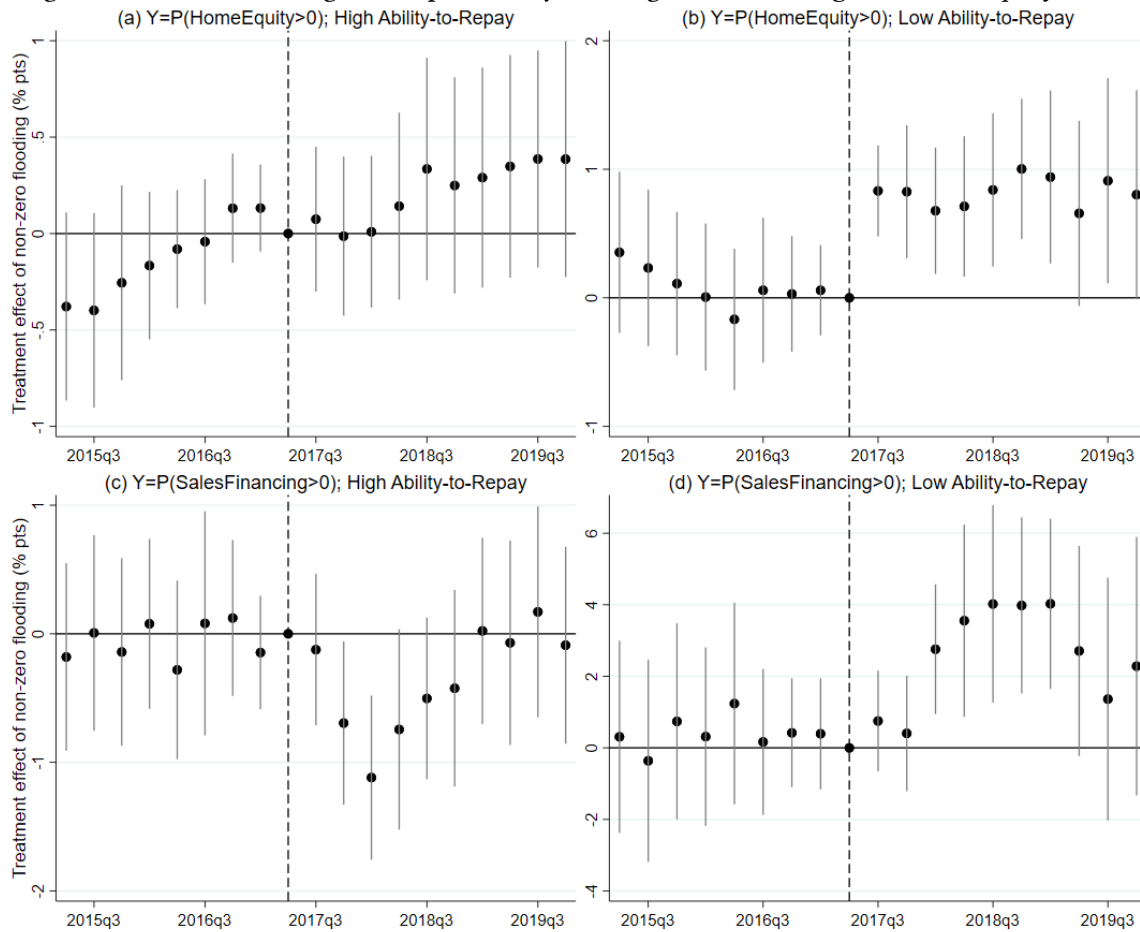 (a) Y=P(HomeEquity>0); High Ability-to-Repay
(b) Y=P(HomeEquity>0); Low Ability-to-Repay
Treatment effect of non-zero flooding (% pts)
1
.5
0
-.5
-1
2015q3 2016q3 2017q3 2018q3 2019q3
2
1
0
-1
2015q3 2016q3 2017q3 2018q3 2019q3
(c) Y=P(SalesFinancing>0); High Ability-to-Repay
(d) Y=P(SalesFinancing>0); Low Ability-to-Repay
Treatment effect of non-zero flooding (% pts)
1
0
-1
-2
2015q3 2016q3 2017q3 2018q3 2019q3
6
4
2
0
-2
-4
2015q3 2016q3 2017q3 2018q3 2019q3